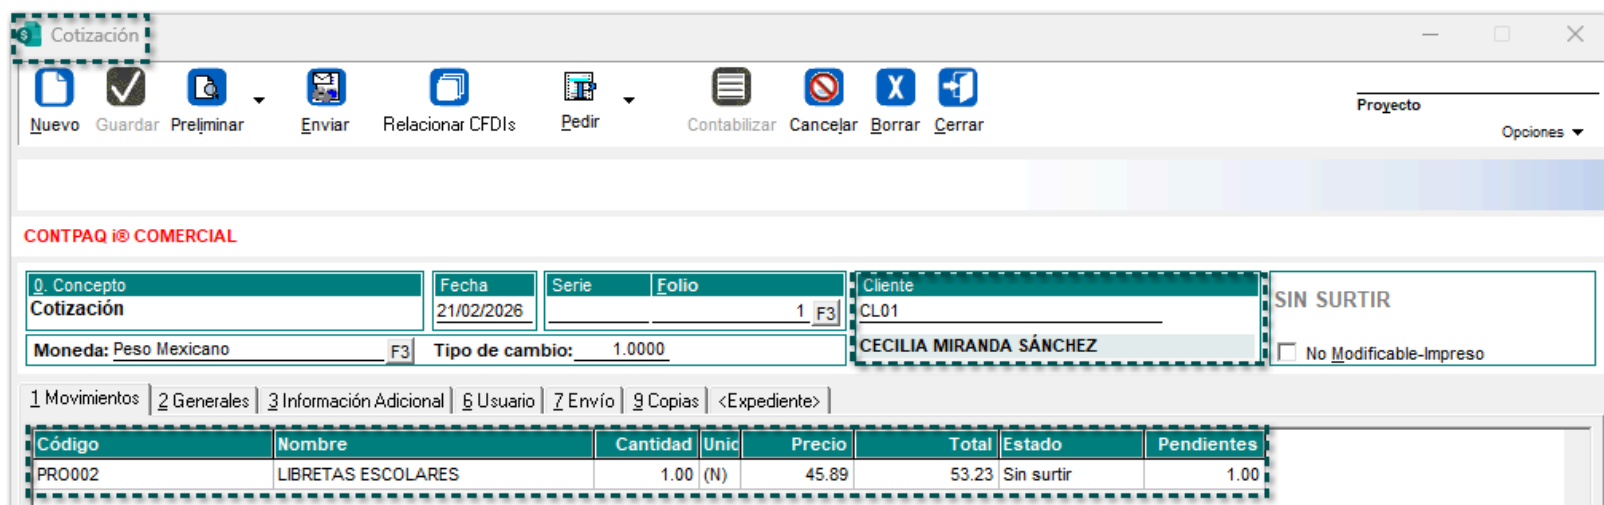 Cotización
Nuevo Guardar Preliminar Enviar Relacionar CFDIs Pedir Contabilizar Cancelar Borrar Cerrar
Proyecto
Opciones
CONTPAQ i® COMERCIAL
0. Concepto Fecha Serie Folio Cliente
Cotización 21/02/2026 1 F3 CL01
SIN SURTIR
Moneda: Peso Mexicano F3 Tipo de cambio: 1.0000 CECILIA MIRANDA SÁNCHEZ
No Modificable-Impreso
1 Movimientos 2 Generales 3 Información Adicional 6 Usuario 7 Envío 9 Copias <Expediente>
Código Nombre Cantidad Unid Precio Total Estado Pendientes
PRO002 LIBRETAS ESCOLARES 1.00 (N) 45.89 53.23 Sin surtir 1.00